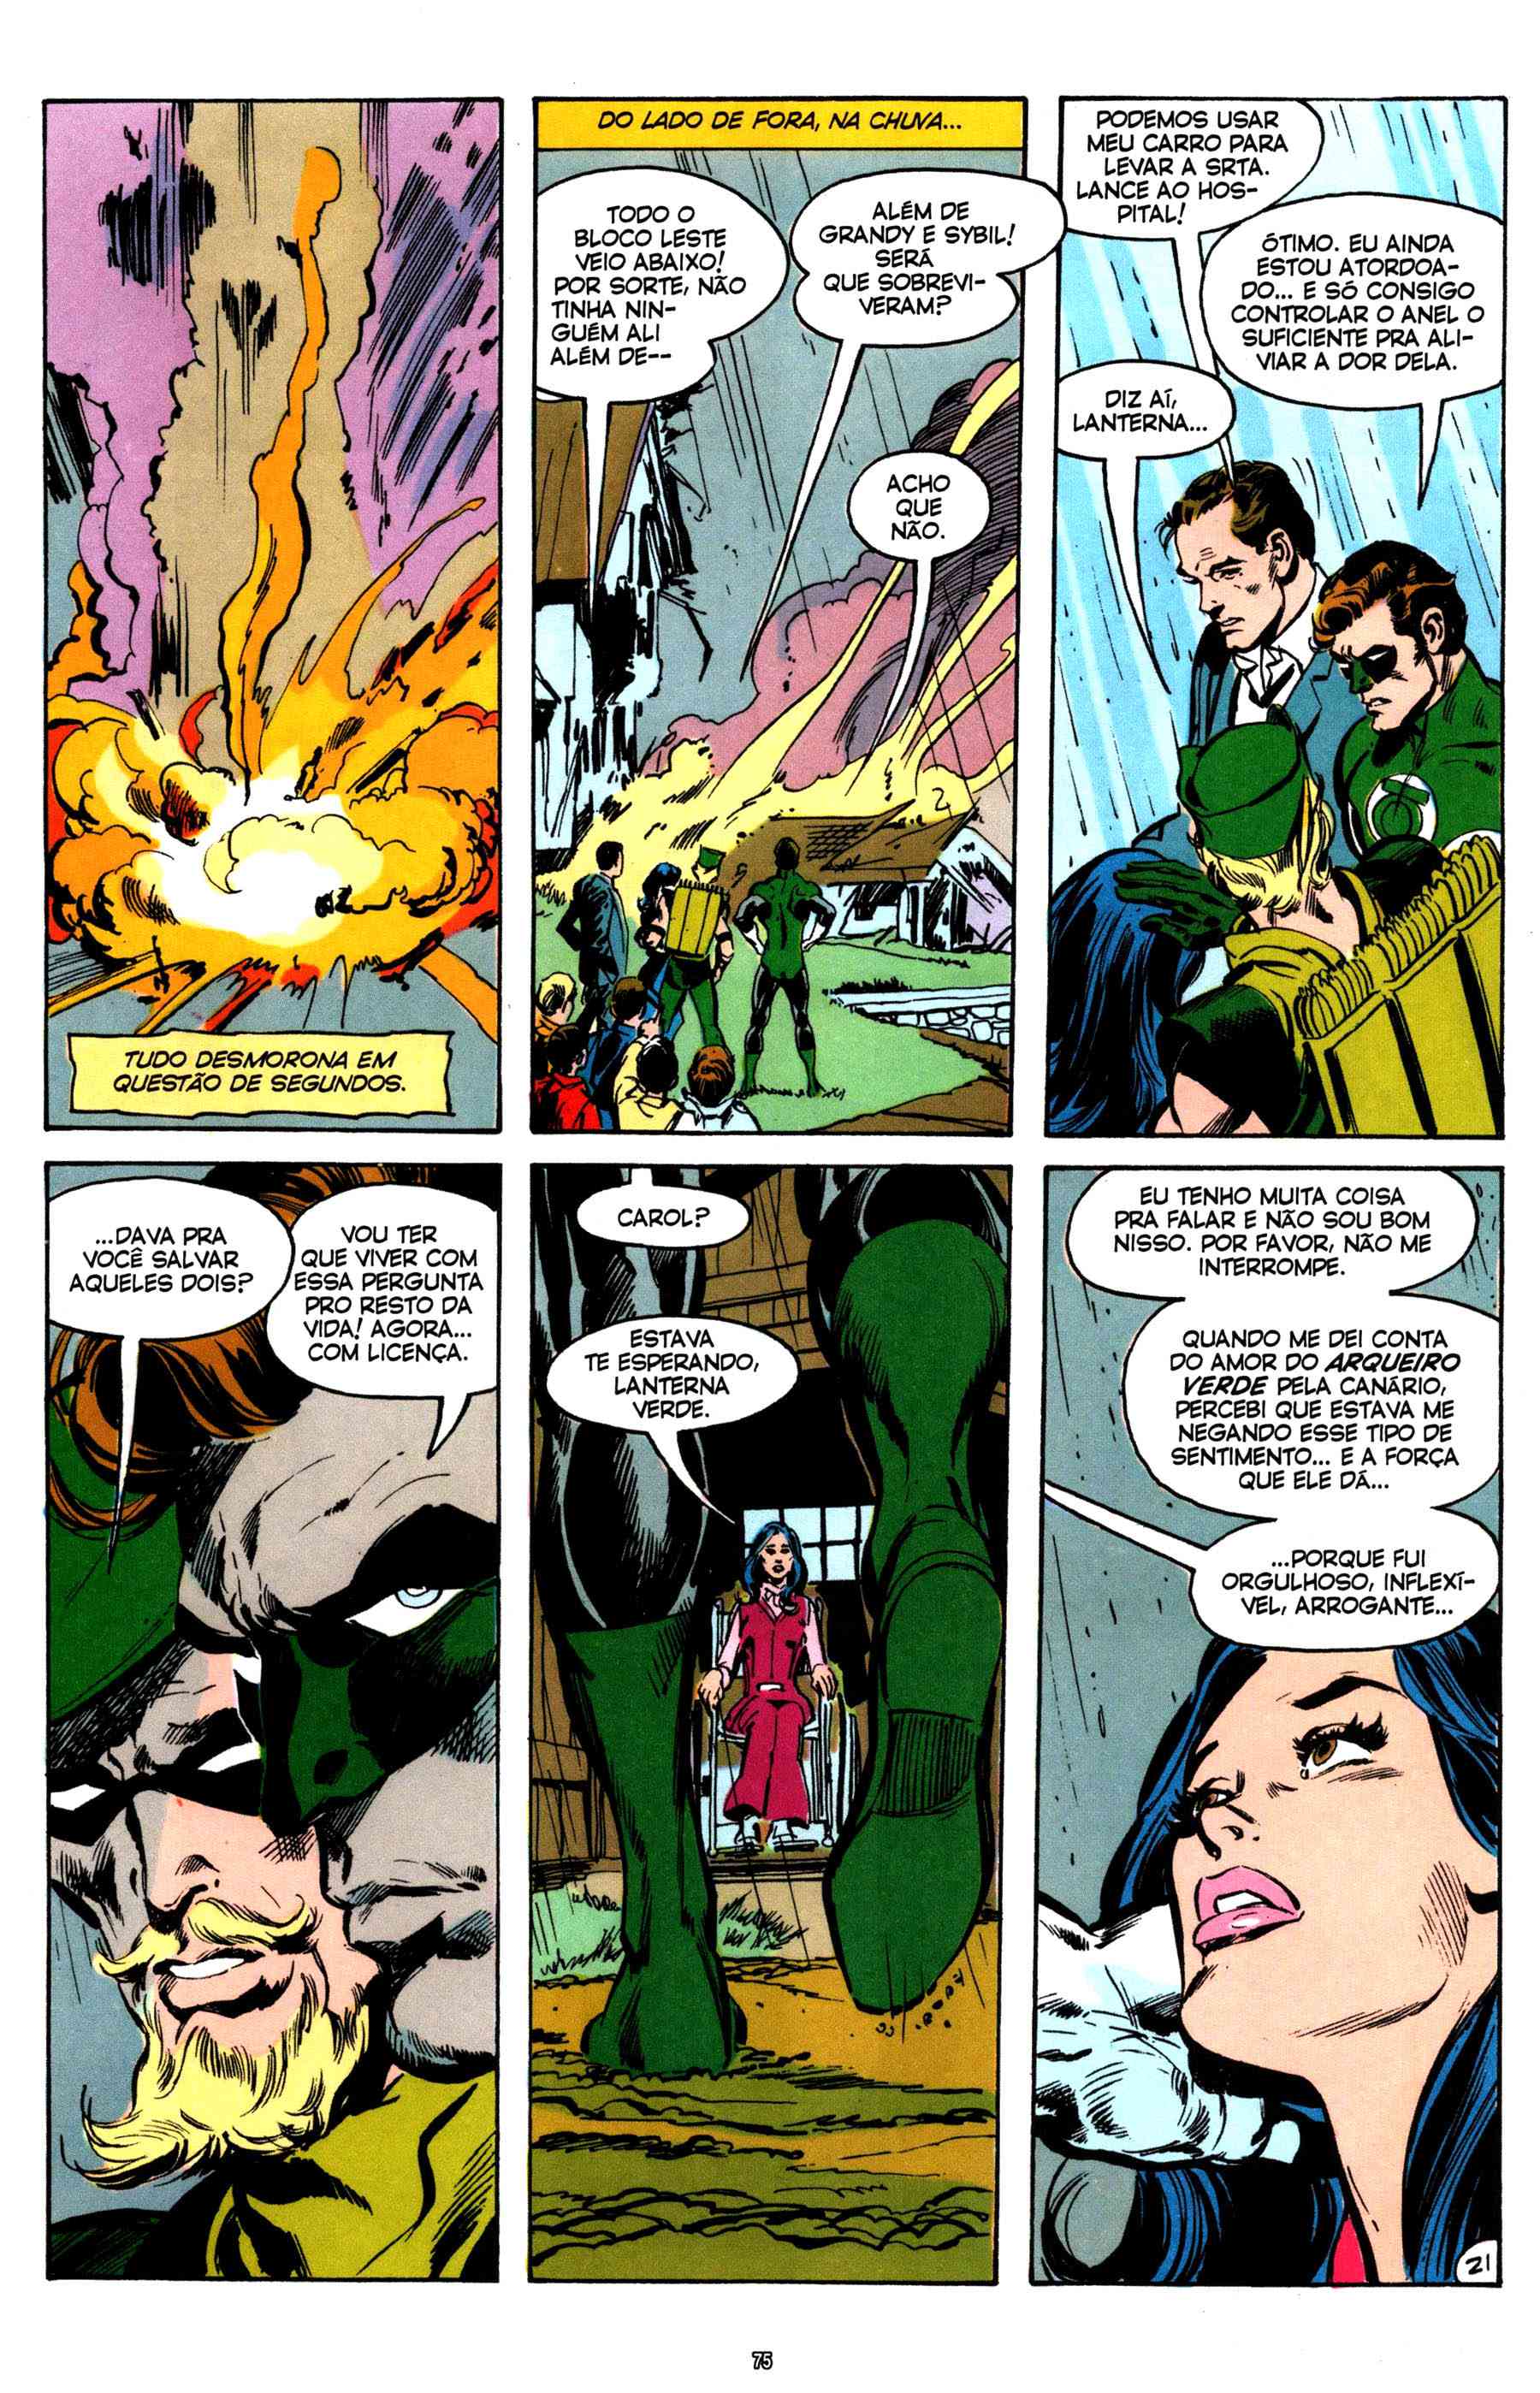 TUDO DESMORONA EM
QUESTÃO DE SEGUNDOS.
DO LADO DE FORA, NA CHUVA...
TODO O
BLOCO LESTE
VEIO ABAIXO!
POR SORTE, NÃO
TINHA NIN-
GUÉM ALI
ALÉM DE--
ALÉM DE
GRANDY E SYBIL!
SERÁ
QUE SOBREVI-
VERAM?
ACHO
QUE
NÃO.
PODEMOS USAR
MEU CARRO PARA
LEVAR A SRTA.
LANCE AO HOS-
PITAL!
ÓTIMO. EU AINDA
ESTOU ATORDOA-
DO... E SÓ CONSIGO
CONTROLAR O ANEL O
SUFICIENTE PRA ALI-
VIAR A DOR DELA.
DIZ AÍ,
LANTERNA...
...DAVA PRA
VOCÊ SALVAR
AQUELES DOIS?
VOU TER
QUE VIVER COM
ESSA PERGUNTA
PRO RESTO DA
VIDA! AGORA...
COM LICENÇA.
CAROL?
ESTAVA
TE ESPERANDO,
LANTERNA
VERDE.
EU TENHO MUITA COISA
PRA FALAR E NÃO SOU BOM
NISSO. POR FAVOR, NÃO ME
INTERROMPE.
QUANDO ME DEI CONTA
DO AMOR DO ARQUEIRO
VERDE PELA CANÁRIO,
PERCEBI QUE ESTAVA ME
NEGANDO ESSE TIPO DE
SENTIMENTO... E A FORÇA
QUE ELE DÁ...
...PORQUE FUI
ORGULHOSO, INFLEXÍ-
VEL, ARROGANTE...
21
75